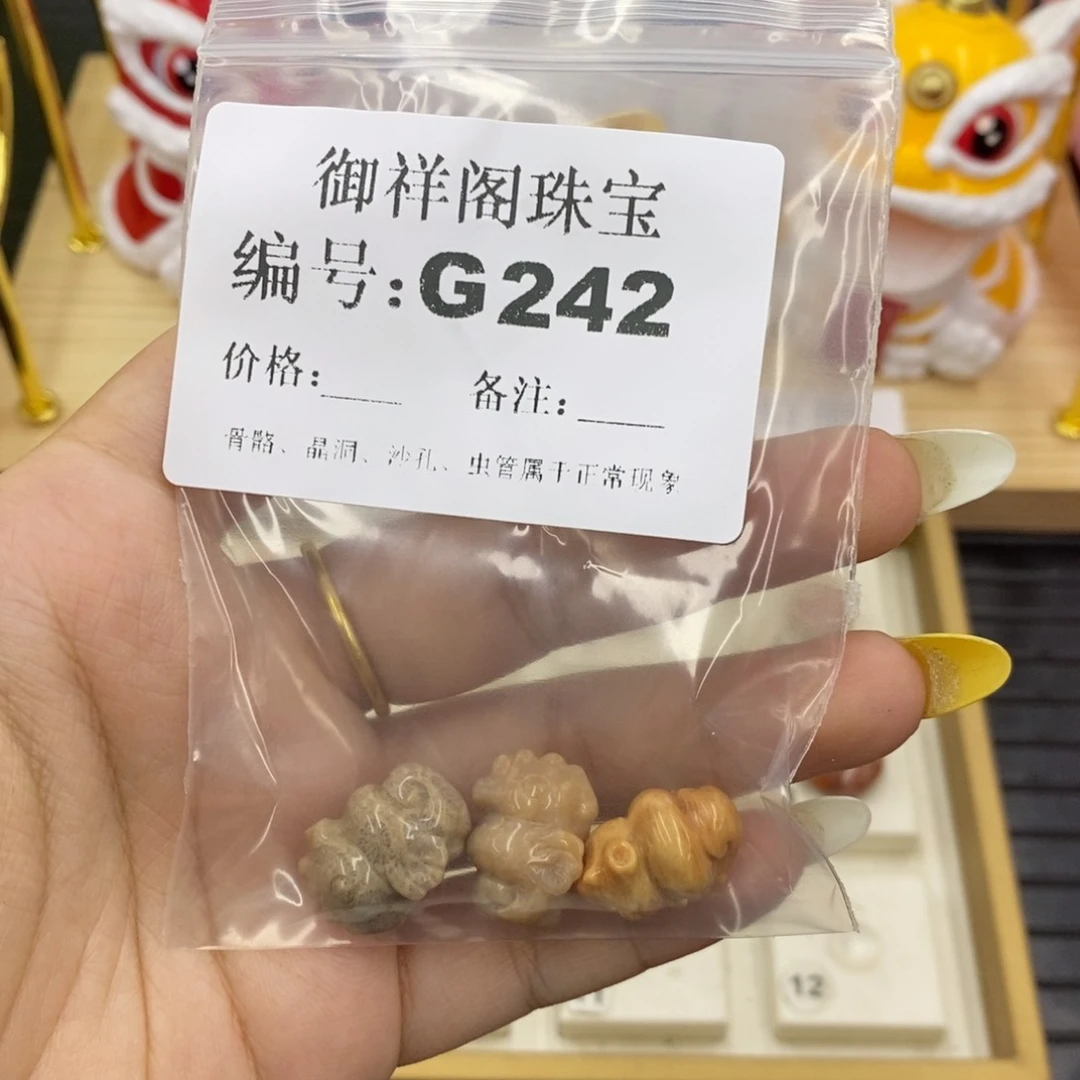 御祥阁珠宝
编号:G242
价格:____ 备注:____
骨骼、晶洞、沙孔、虫管属于正常现象
12